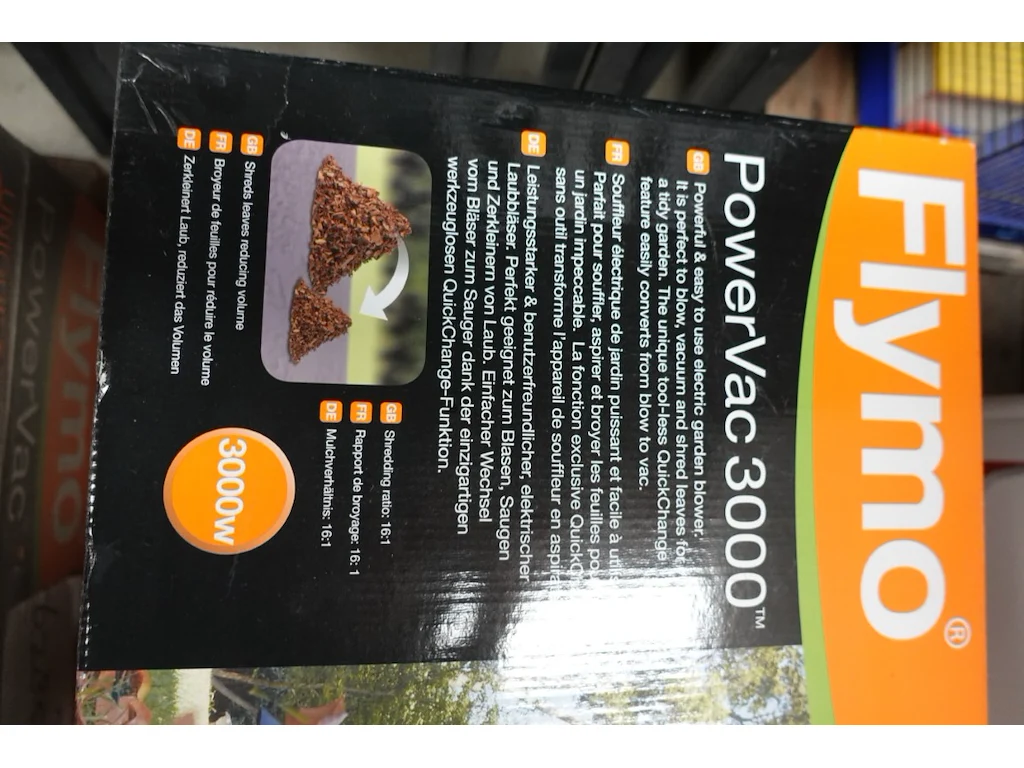 Flymo®
PowerVac 3000™
GB Powerful & easy to use electric garden blower.
It is perfect to blow, vacuum and shred leaves for
a tidy garden. The unique tool-less QuickChange
feature easily converts from blow to vac.
FR Souffleur électrique de jardin puissant et facile à
Parfait pour souffler, aspirer et broyer les feuilles
un jardin impeccable. La fonction exclusive
sans outil transforme l'appareil de souffleur en
DE Leistungsstarker & benutzerfreundlicher, elektrischer
Laubbläser. Perfekt geeignet zum Blasen, Saugen
und Zerkleinern von Laub. Einfacher Wechsel
vom Bläser zum Sauger dank der einzigartigen
werkzeuglosen QuickChange-Funktion.
GB Shreds leaves reducing volume
FR Broyeur de feuilles pour réduire le volume
DE Zerkleinert Laub, reduziert das Volumen
GB Shredding ratio: 16:1
FR Rapport de broyage: 16:1
DE Mulchverhältnis: 16:1
3000w
Flymo
PowerVac